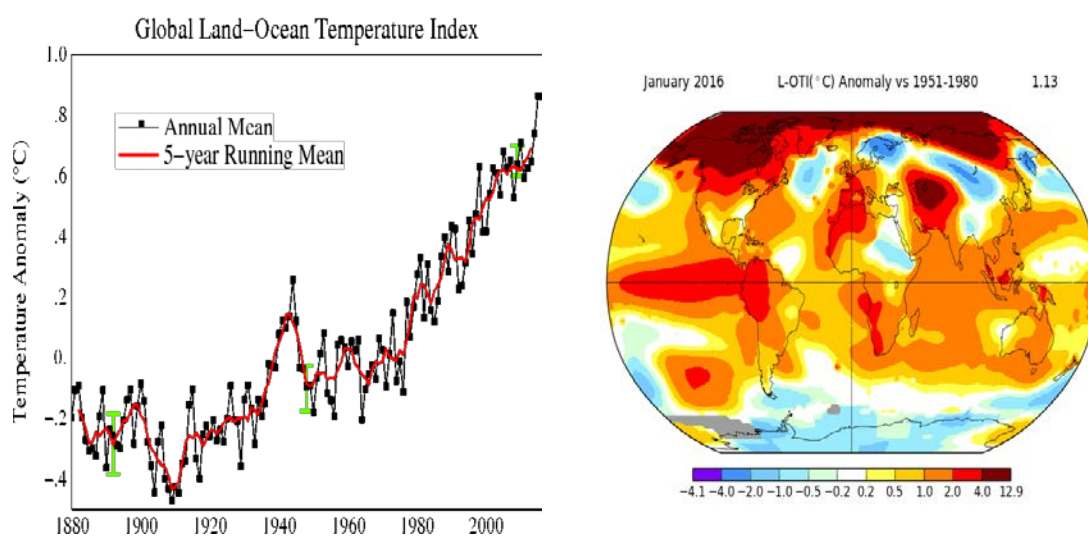 Global Land−Ocean Temperature Index
1.0
.8
.6
.4
.2
0.
−.2
−.4
Temperature Anomaly (°C)
Annual Mean
5−year Running Mean
1880 1900 1920 1940 1960 1980 2000
January 2016 L-OTI(°C) Anomaly vs 1951-1980 1.13
−4.1 −4.0 −2.0 −1.0 −0.5 −0.2 0.2 0.5 1.0 2.0 4.0 12.9